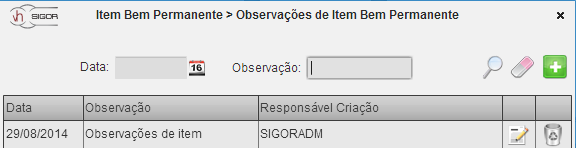 SIGOR Item Bem Permanente > Observações de Item Bem Permanente ×
Data: 16 Observação:
Data Observação Responsável Criação
29/08/2014 Observações de item SIGORADM